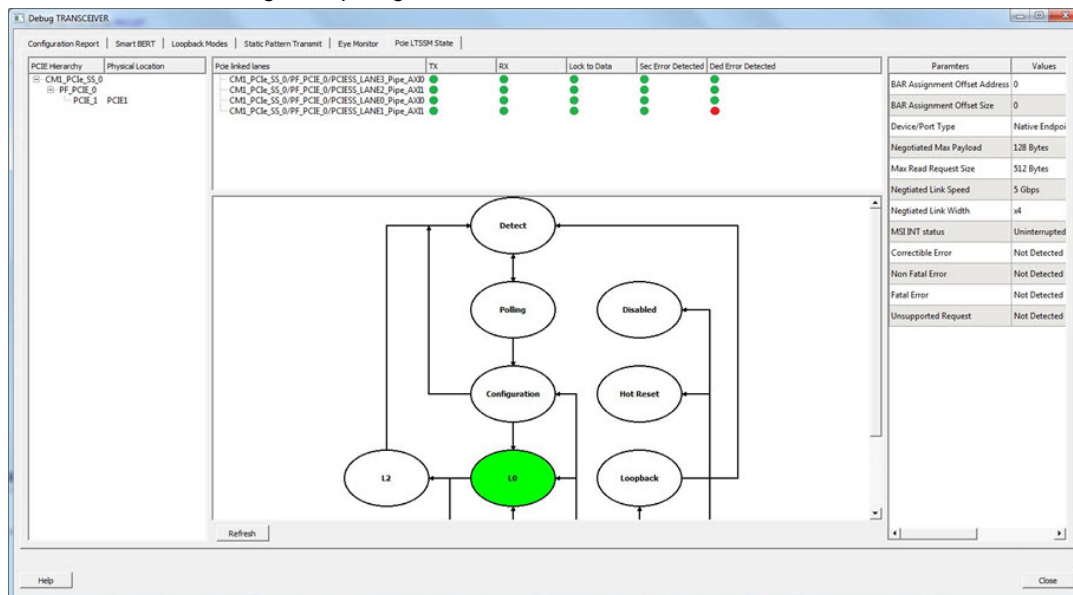 Debug TRANSCEIVER
Configuration Report | Smart BERT | Loopback Modes | Static Pattern Transmit | Eye Monitor | Pcie LTSSM State
PCIE Hierarchy Physical Location
CM1_PCIe_SS_0
PF_PCIE_0
PCIE_1 PCIE1
Pcie linked lanes TX RX Lock to Data Sec Error Detected Ded Error Detected
CM1_PCIe_SS_0/PF_PCIE_0/PCIESS_LANE3_Pipe_AXI0
CM1_PCIe_SS_0/PF_PCIE_0/PCIESS_LANE2_Pipe_AXI1
CM1_PCIe_SS_0/PF_PCIE_0/PCIESS_LANE0_Pipe_AXI0
CM1_PCIe_SS_0/PF_PCIE_0/PCIESS_LANE1_Pipe_AXI1
Detect
Polling
Disabled
Configuration
Hot Reset
L2
L0
Loopback
Refresh
Paramters Values
BAR Assignment Offset Address 0
BAR Assignment Offset Size 0
Device/Port Type Native Endpoi
Negotiated Max Payload 128 Bytes
Max Read Request Size 512 Bytes
Negtiated Link Speed 5 Gbps
Negtiated Link Width x4
MSI INT status Uninterrupted
Correctible Error Not Detected
Non Fatal Error Not Detected
Fatal Error Not Detected
Unsupported Request Not Detected
Help
Close